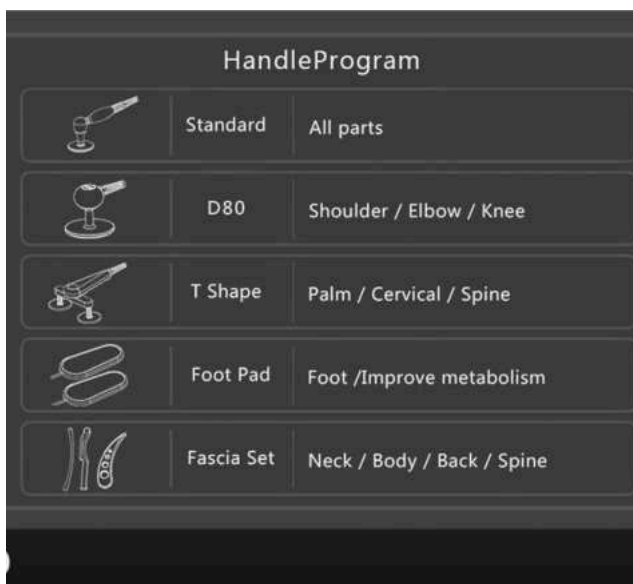 HandleProgram
Standard All parts
D80 Shoulder / Elbow / Knee
T Shape Palm / Cervical / Spine
Foot Pad Foot /Improve metabolism
Fascia Set Neck / Body / Back / Spine